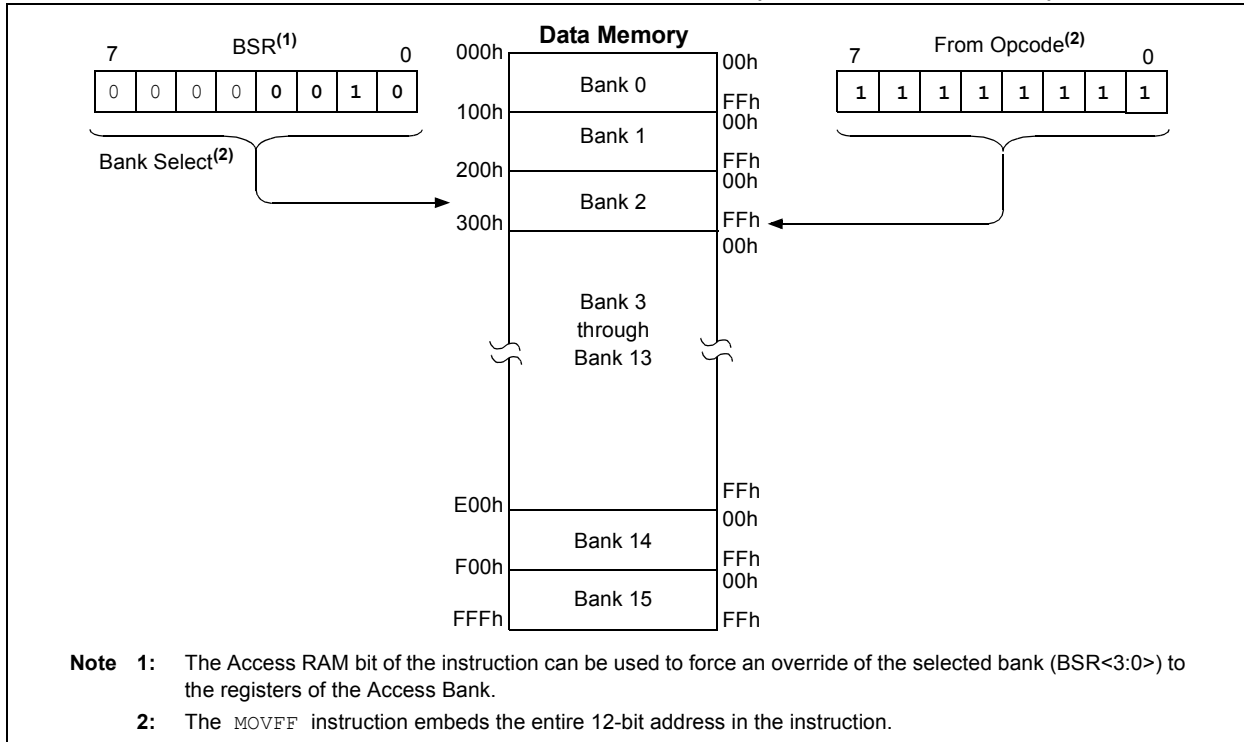 Data Memory
7 BSR(1) 0
0 0 0 0 0 0 1 0
Bank Select(2)
From Opcode(2)
7 0
1 1 1 1 1 1 1 1
000h
00h
Bank 0
FFh
100h
00h
Bank 1
FFh
200h
00h
Bank 2
FFh
300h
00h
Bank 3
through
Bank 13
FFh
E00h
00h
Bank 14
FFh
F00h
00h
Bank 15
FFFh
FFh
Note 1: The Access RAM bit of the instruction can be used to force an override of the selected bank (BSR<3:0>) to
the registers of the Access Bank.
2: The MOVFF instruction embeds the entire 12-bit address in the instruction.